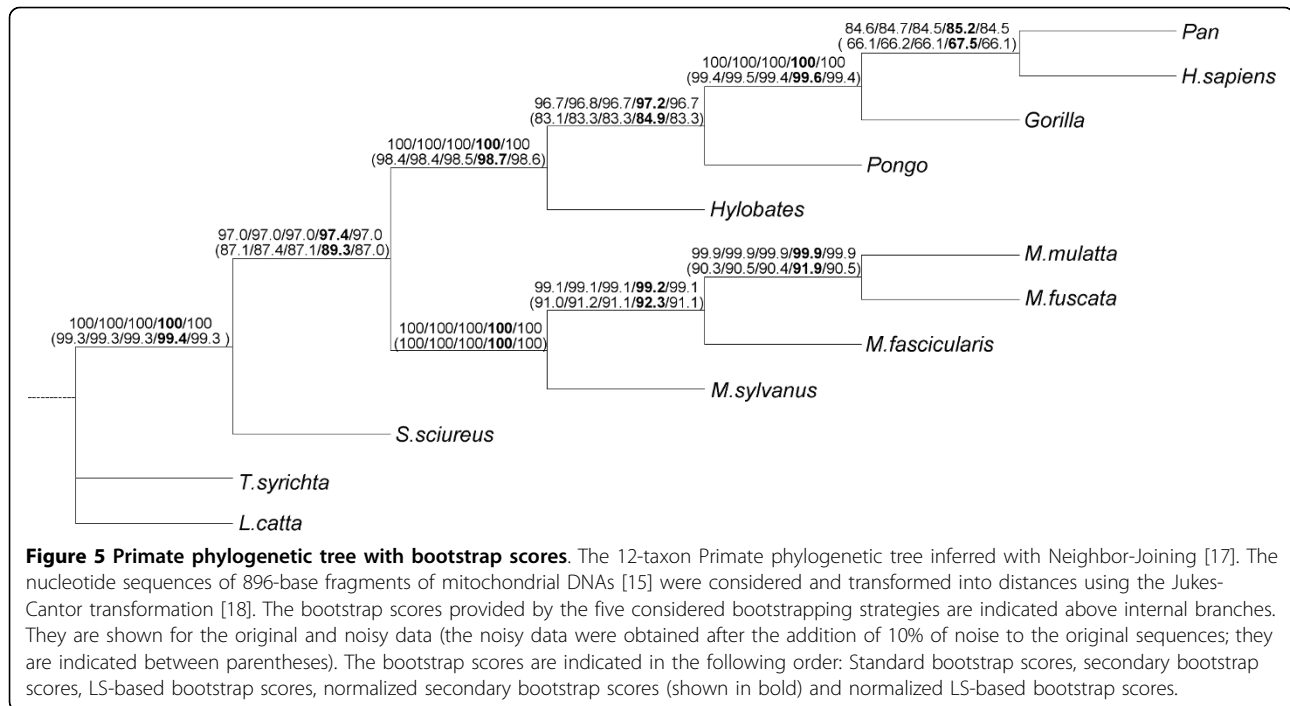 84.6/84.7/84.5/85.2/84.5
( 66.1/66.2/66.1/67.5/66.1)
Pan
100/100/100/100/100
(99.4/99.5/99.4/99.6/99.4)
H.sapiens
96.7/96.8/96.7/97.2/96.7
(83.1/83.3/83.3/84.9/83.3)
Gorilla
100/100/100/100/100
(98.4/98.4/98.5/98.7/98.6)
Pongo
Hylobates
97.0/97.0/97.0/97.4/97.0
(87.1/87.4/87.1/89.3/87.0)
99.9/99.9/99.9/99.9/99.9
(90.3/90.5/90.4/91.9/90.5)
M.mulatta
99.1/99.1/99.1/99.2/99.1
(91.0/91.2/91.1/92.3/91.1)
M.fuscata
100/100/100/100/100
(99.3/99.3/99.3/99.4/99.3 )
100/100/100/100/100
(100/100/100/100/100)
M.fascicularis
M.sylvanus
S.sciureus
T.syrichta
L.catta
Figure 5 Primate phylogenetic tree with bootstrap scores. The 12-taxon Primate phylogenetic tree inferred with Neighbor-Joining [17]. The
nucleotide sequences of 896-base fragments of mitochondrial DNAs [15] were considered and transformed into distances using the Jukes-
Cantor transformation [18]. The bootstrap scores provided by the five considered bootstrapping strategies are indicated above internal branches.
They are shown for the original and noisy data (the noisy data were obtained after the addition of 10% of noise to the original sequences; they
are indicated between parentheses). The bootstrap scores are indicated in the following order: Standard bootstrap scores, secondary bootstrap
scores, LS-based bootstrap scores, normalized secondary bootstrap scores (shown in bold) and normalized LS-based bootstrap scores.